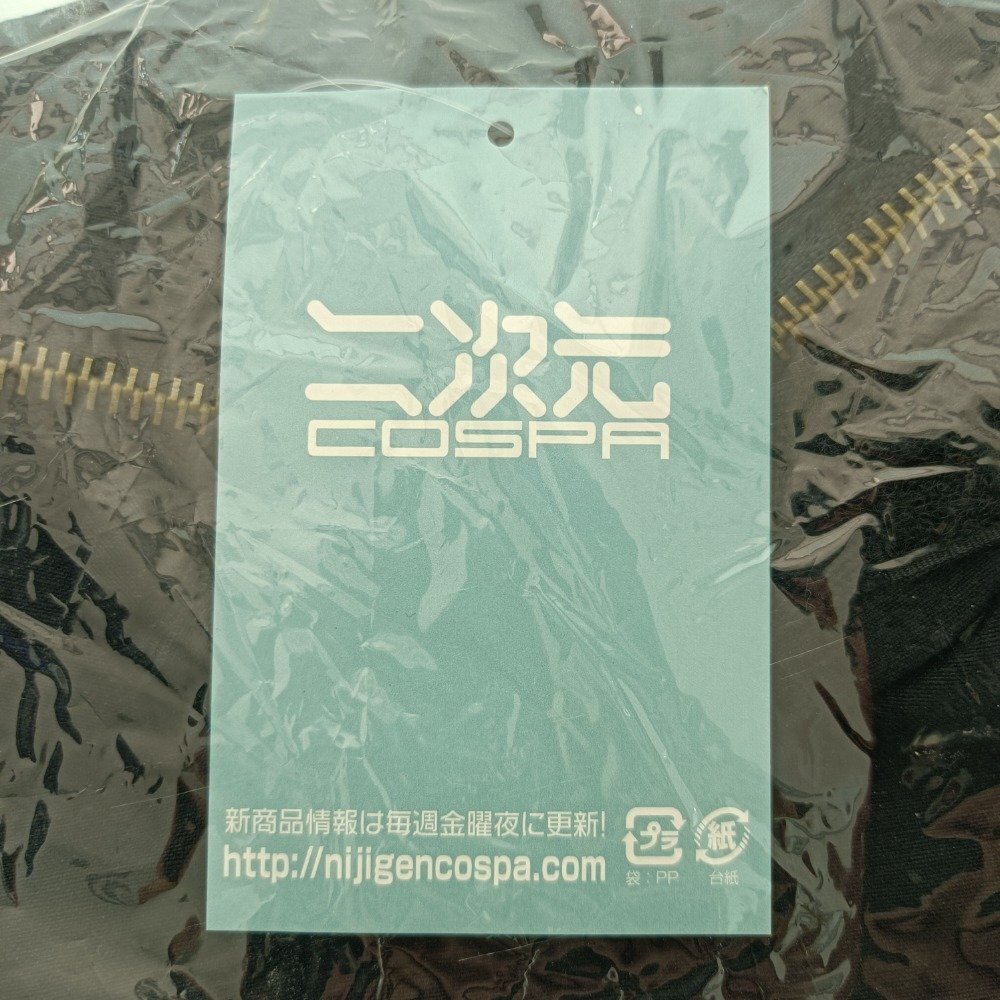 二次元
COSPA
新商品情報は毎週金曜夜に更新!
http://nijigencospa.com
プラ
紙
袋：PP
台紙